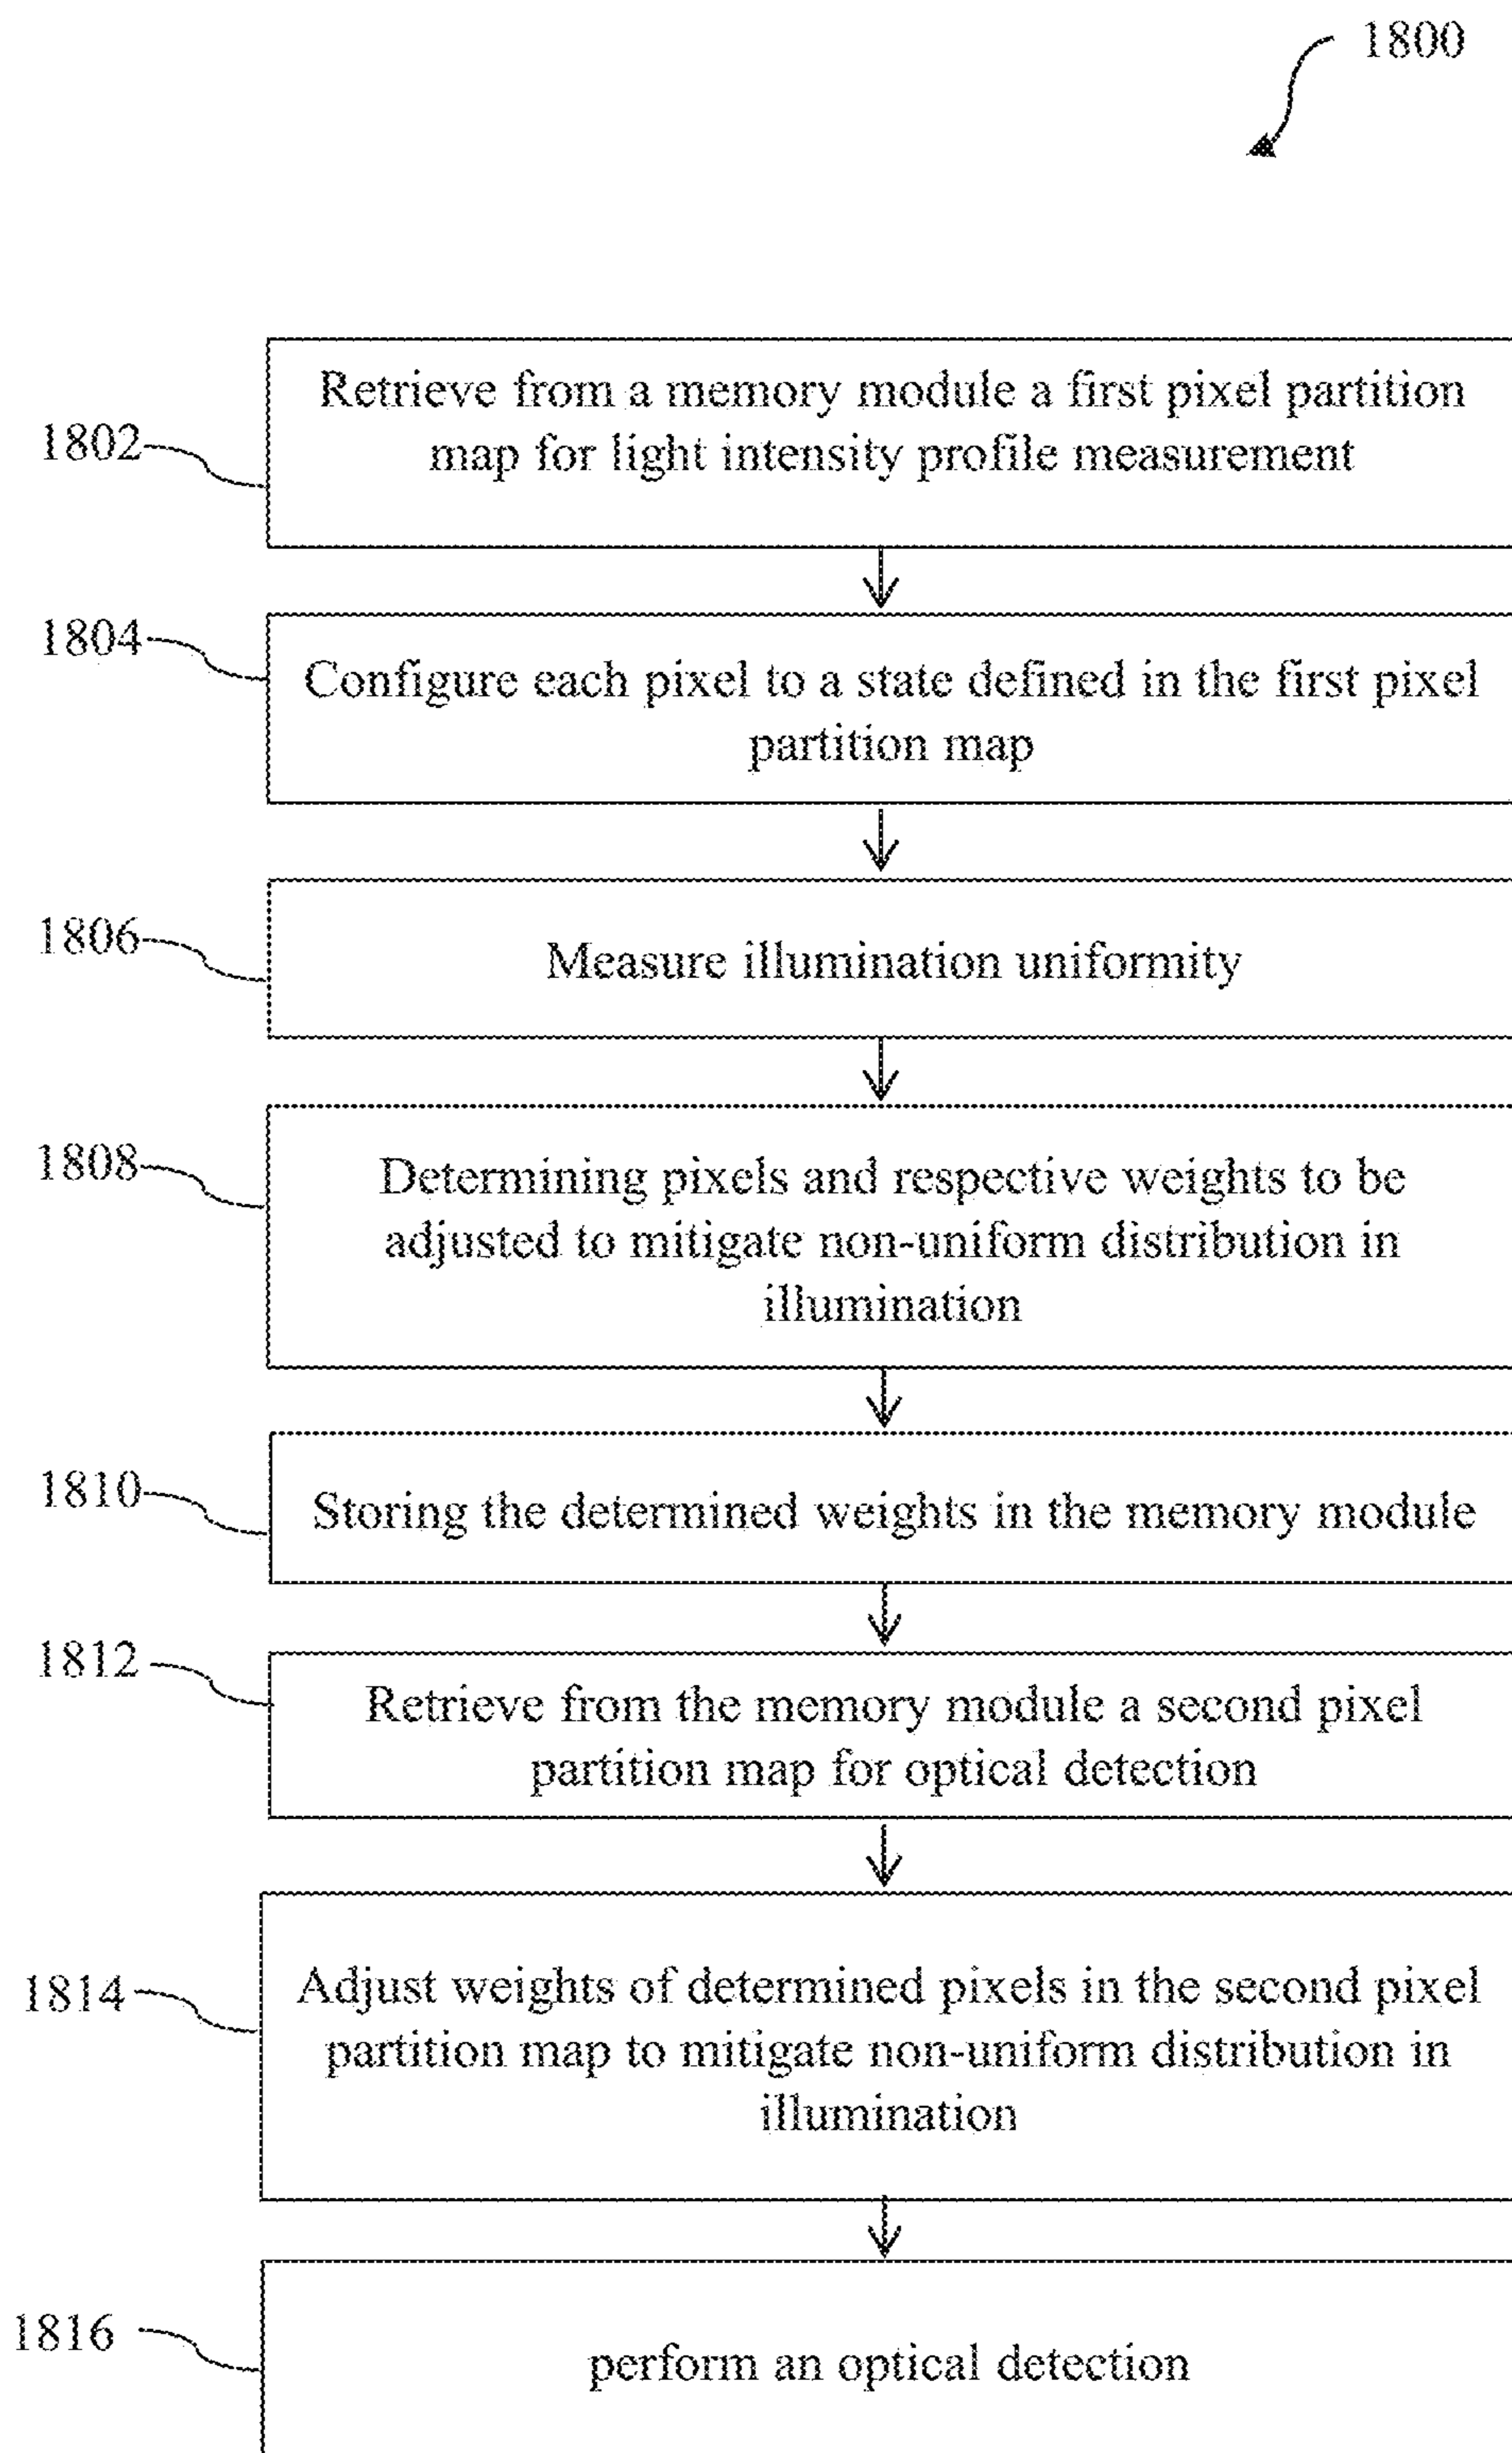 1800
1802
Retrieve from a memory module a first pixel partition
map for light intensity profile measurement
1804
Configure each pixel to a state defined in the first pixel
partition map
1806
Measure illumination uniformity
1808
Determining pixels and respective weights to be
adjusted to mitigate non-uniform distribution in
illumination
1810
Storing the determined weights in the memory module
1812
Retrieve from the memory module a second pixel
partition map for optical detection
1814
Adjust weights of determined pixels in the second pixel
partition map to mitigate non-uniform distribution in
illumination
1816
perform an optical detection